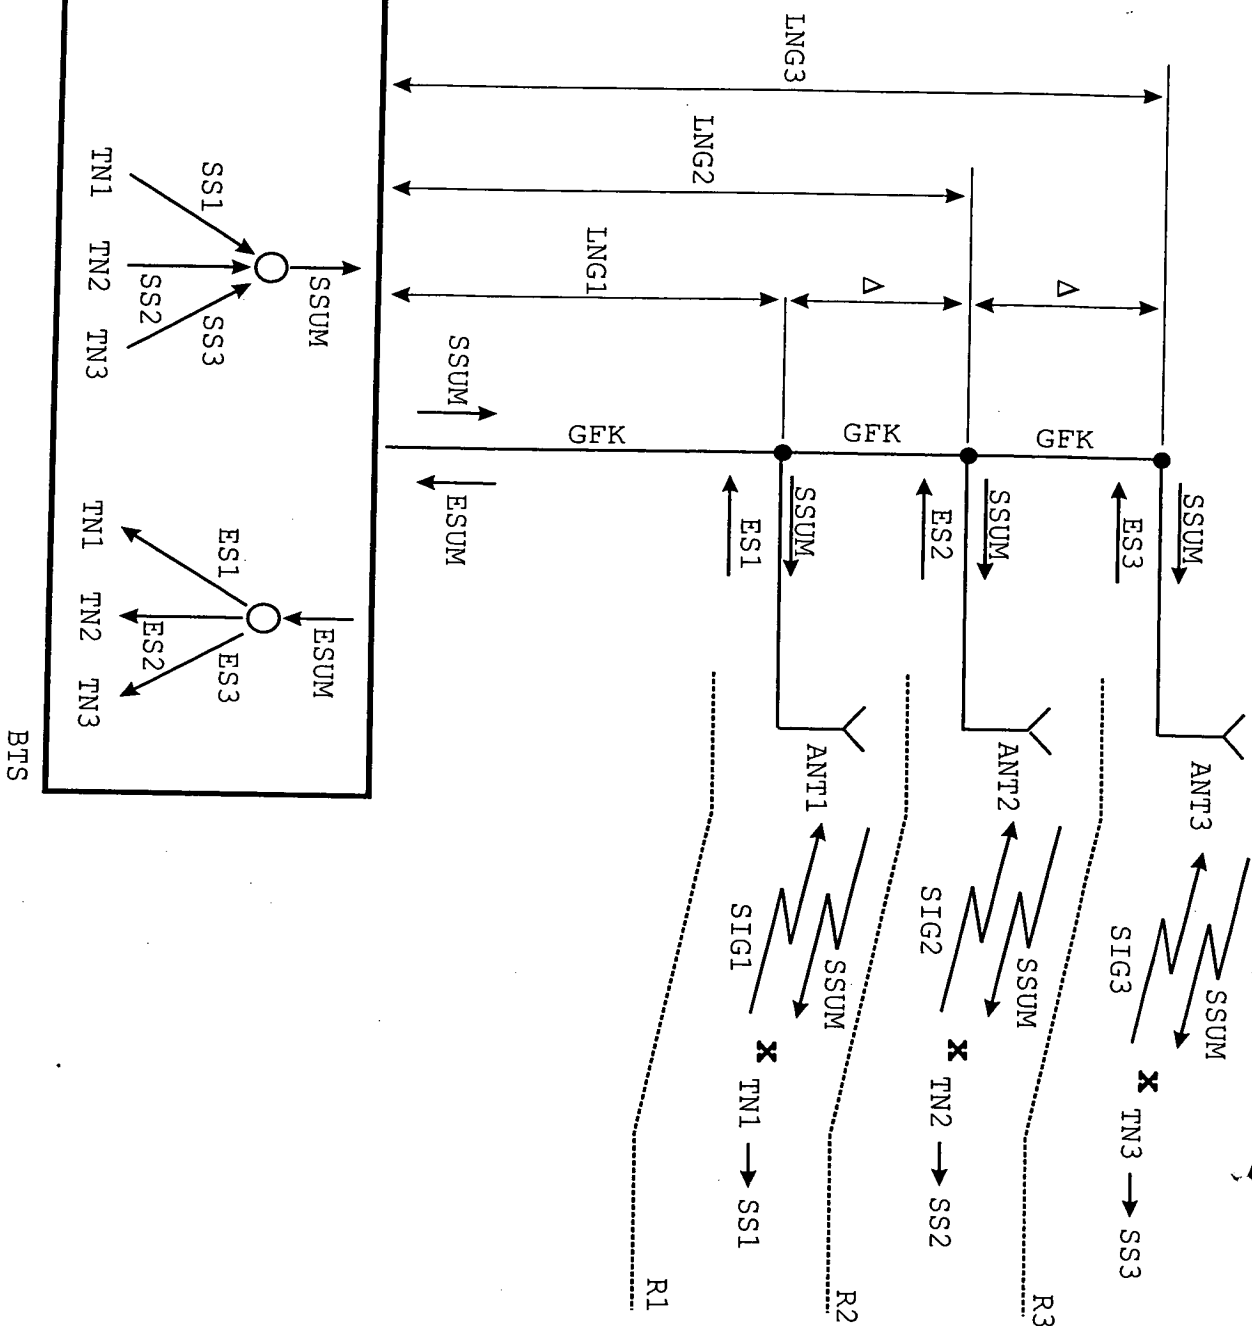 LNG3
LNG2
LNG1
Δ
Δ
TN1
TN2
TN3
SS1
SS2
SS3
SSUM
SSUM
GFK
GFK
GFK
ESUM
ES1
SSUM
ES2
SSUM
ES3
SSUM
TN1
TN2
TN3
ES1
ES2
ES3
ESUM
BTS
ANT1
ANT2
ANT3
SIG1
SSUM
SIG2
SSUM
SIG3
SSUM
x TN1 → SS1
x TN2 → SS2
x TN3 → SS3
R1
R2
R3